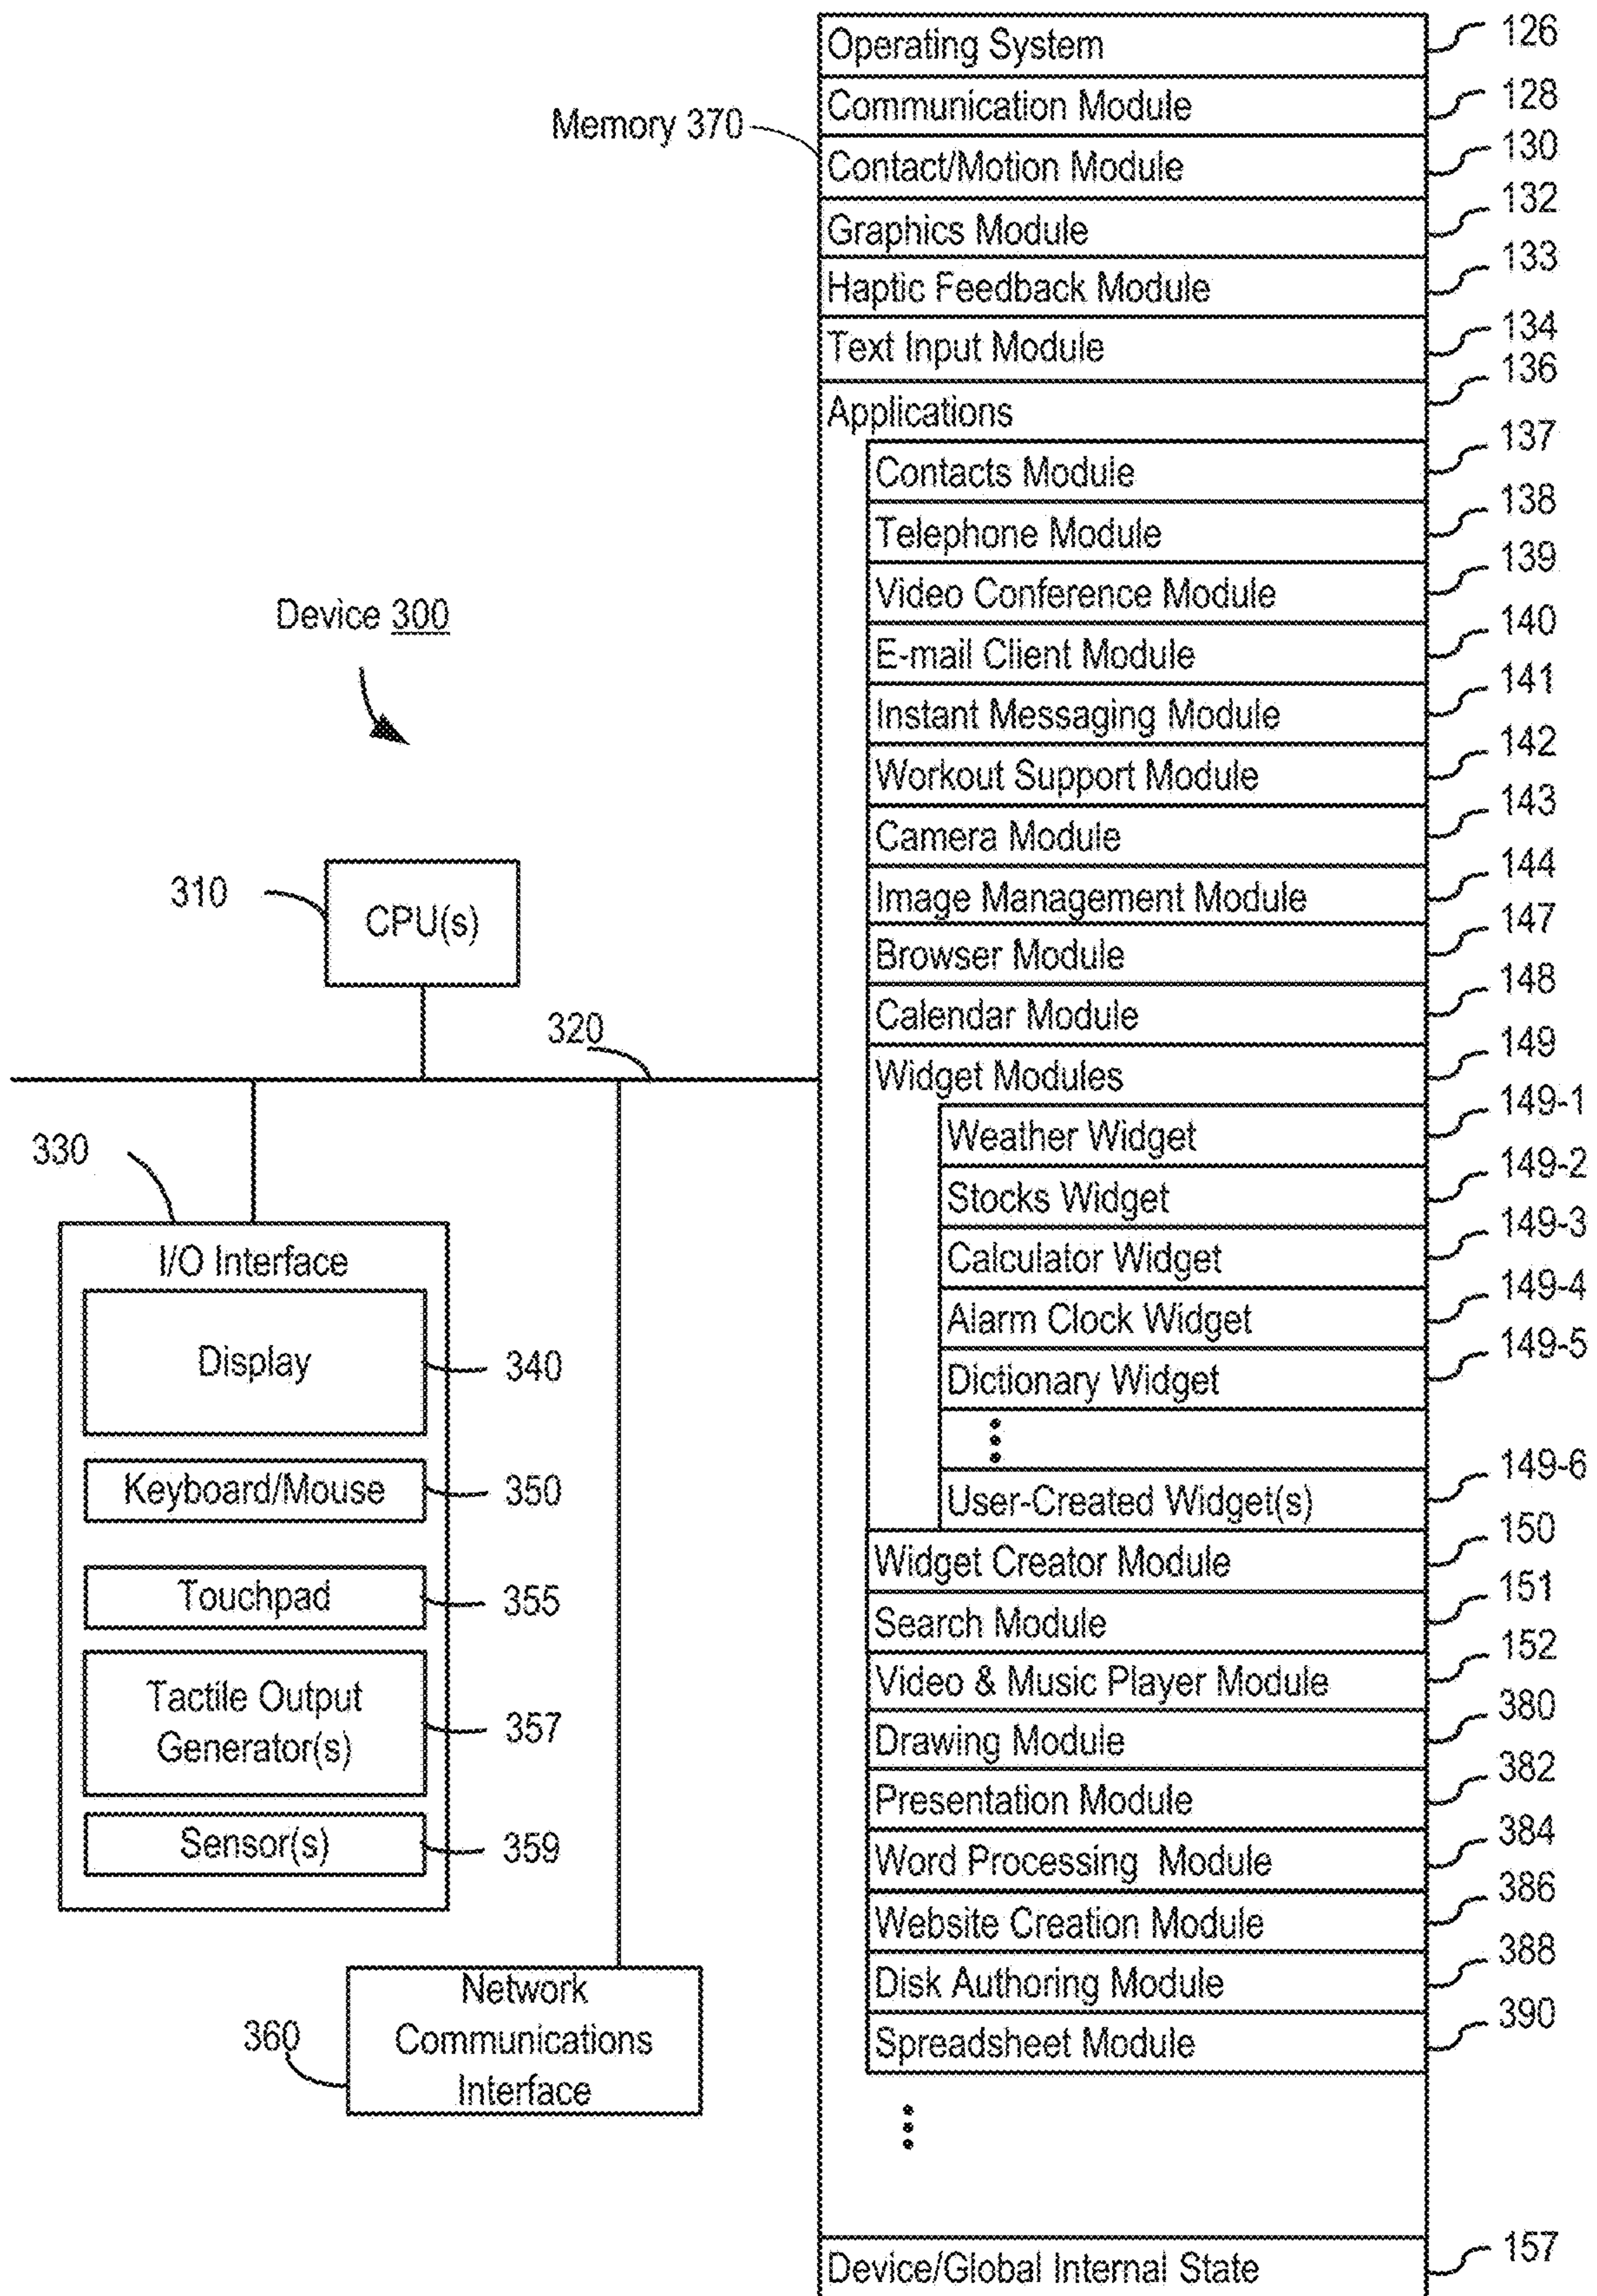 Memory 370
Operating System 126
Communication Module 128
Contact/Motion Module 130
Graphics Module 132
Haptic Feedback Module 133
Text Input Module 134
Applications 136
Contacts Module 137
Telephone Module 138
Video Conference Module 139
E-mail Client Module 140
Instant Messaging Module 141
Workout Support Module 142
Camera Module 143
Image Management Module 144
Browser Module 147
Calendar Module 148
Widget Modules 149
Weather Widget 149-1
Stocks Widget 149-2
Calculator Widget 149-3
Alarm Clock Widget 149-4
Dictionary Widget 149-5
User-Created Widget(s) 149-6
Widget Creator Module 150
Search Module 151
Video & Music Player Module 152
Drawing Module 380
Presentation Module 382
Word Processing Module 384
Website Creation Module 386
Disk Authoring Module 388
Spreadsheet Module 390
Device/Global Internal State 157
Device 300
310
CPU(s)
320
330
I/O Interface
Display 340
Keyboard/Mouse 350
Touchpad 355
Tactile Output
Generator(s) 357
Sensor(s) 359
360
Network
Communications
Interface